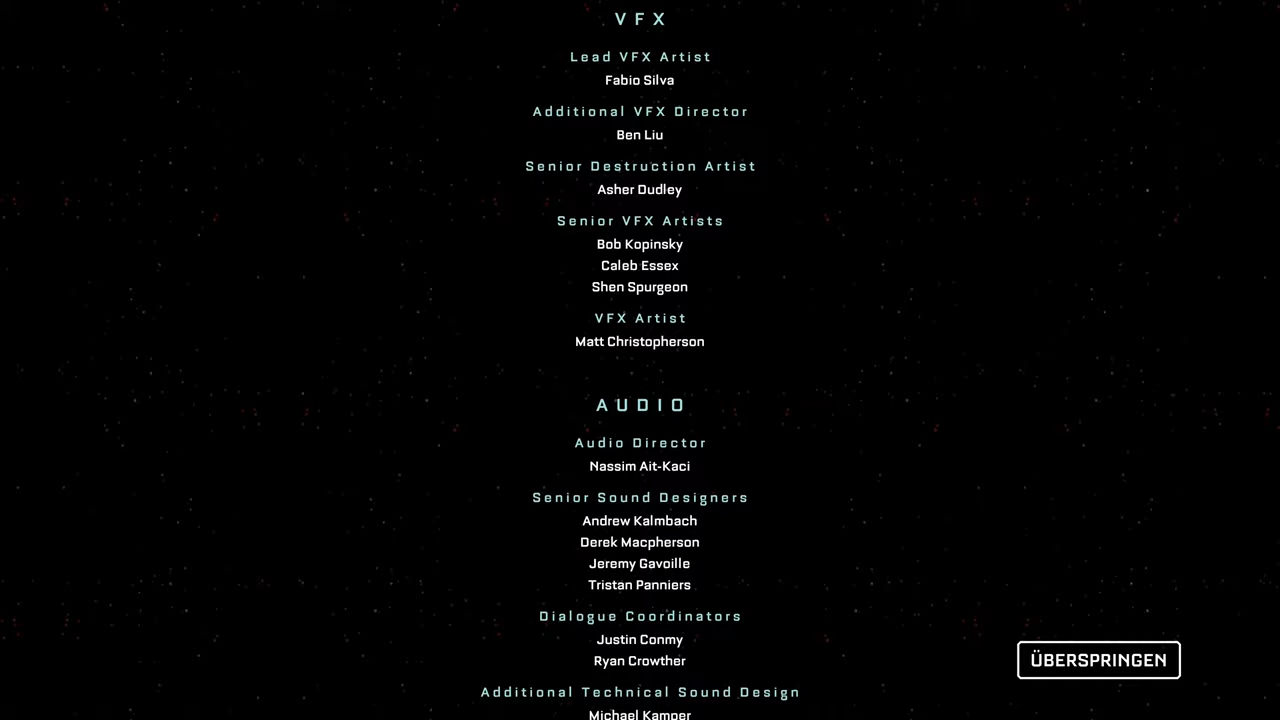 VFX
Lead VFX Artist
Fabio Silva
Additional VFX Director
Ben Liu
Senior Destruction Artist
Asher Dudley
Senior VFX Artists
Bob Kopinsky
Caleb Essex
Shen Spurgeon
VFX Artist
Matt Christopherson
AUDIO
Audio Director
Nassim Ait-Kaci
Senior Sound Designers
Andrew Kalmbach
Derek Macpherson
Jeremy Gavoille
Tristan Panniers
Dialogue Coordinators
Justin Conmy
Ryan Crowther
ÜBERSPRINGEN
Additional Technical Sound Design
Michael Kamper